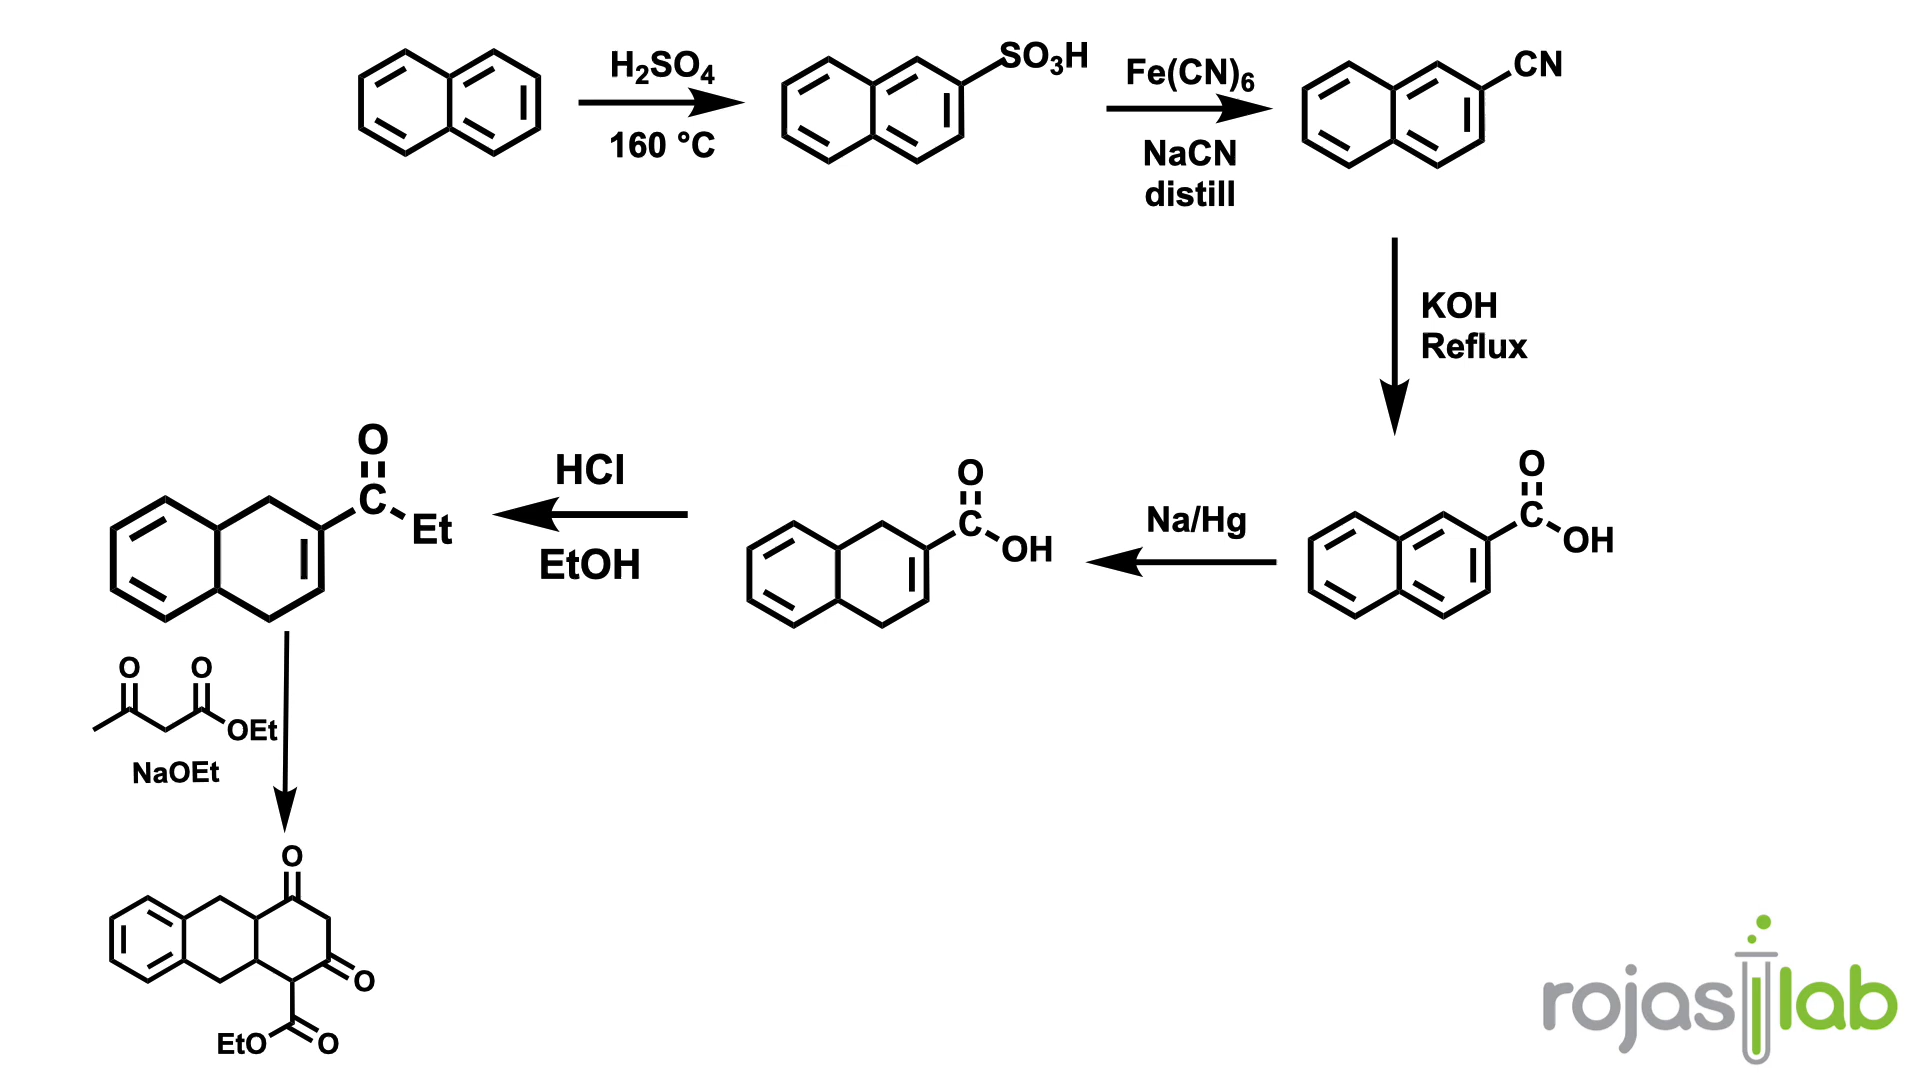 H₂SO₄
160 °C
SO₃H
Fe(CN)₆
NaCN
distill
CN
KOH
Reflux
O
C
OH
Na/Hg
O
C
OH
HCl
EtOH
O
C
Et
O O
OEt
NaOEt
O
O
EtO O
rojaslab